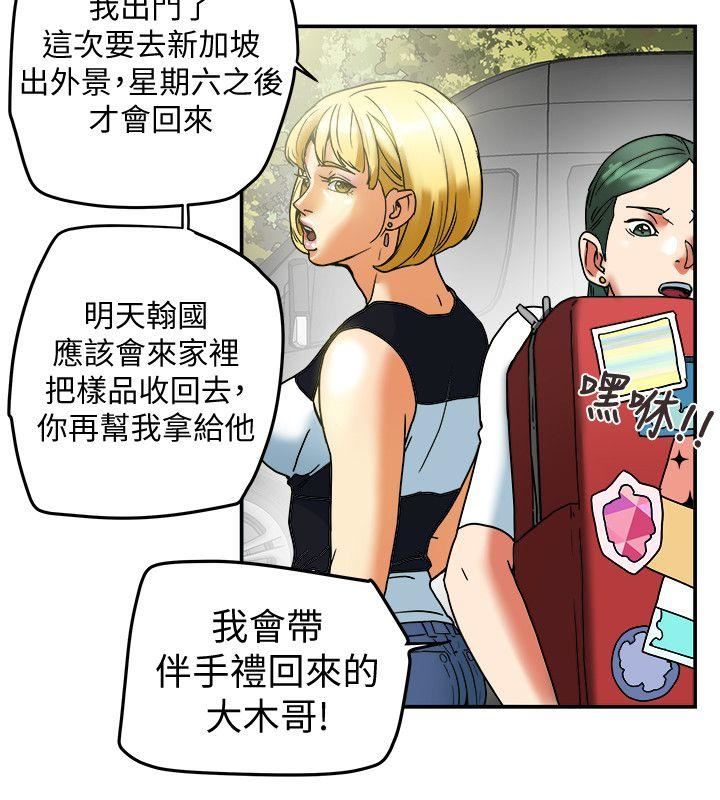 我出門了
這次要去新加坡
出外景，星期六之後
才會回來
明天翰國
應該會來家裡
把樣品收回去，
你再幫我拿給他
嘿咻!!
我會帶
伴手禮回來的
大木哥!